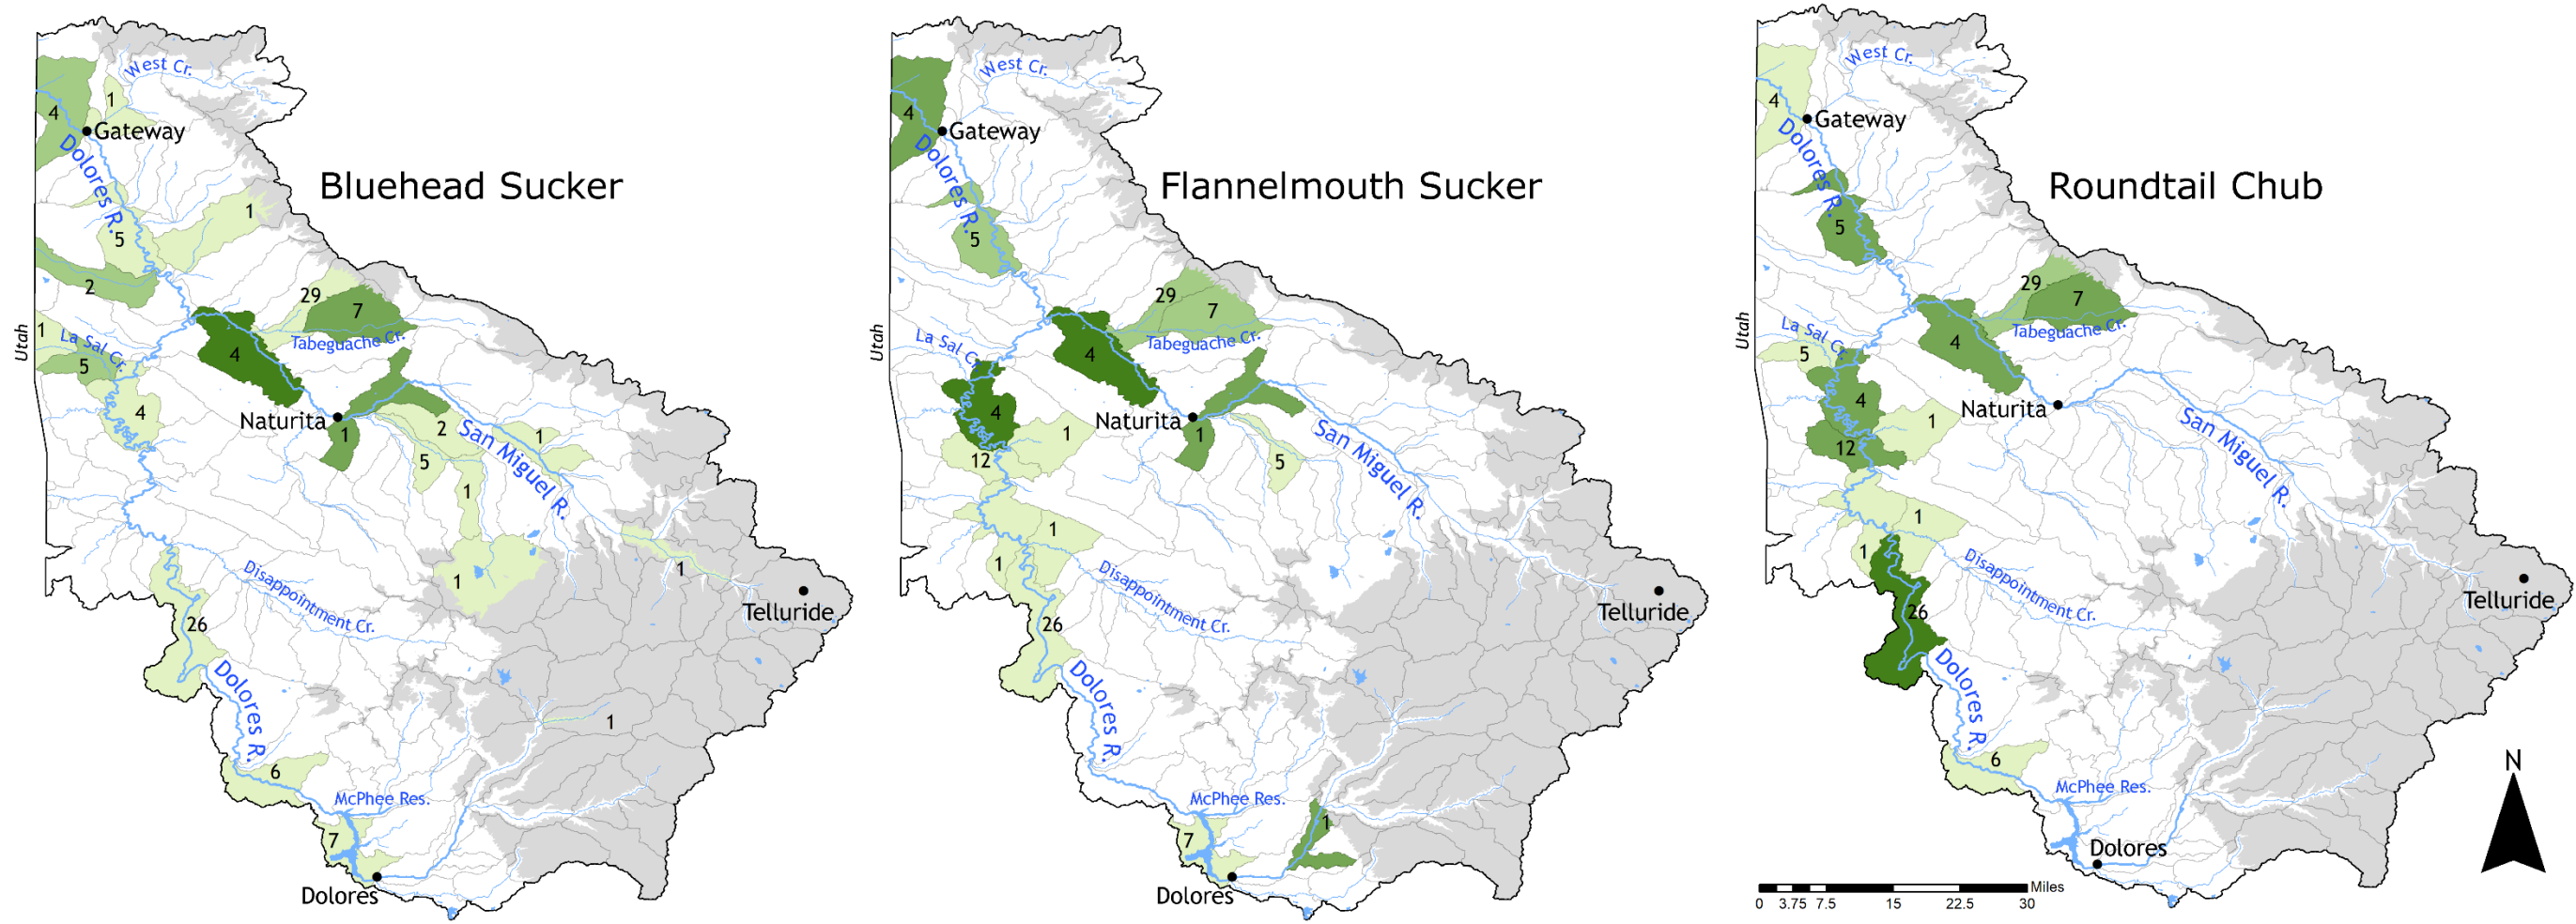 West Cr.
4
1
Gateway
Dolores R.
Bluehead Sucker
1
5
2
29
7
1
La Sal Cr.
Utah
4
Tabeguache Cr.
5
4
Naturita
1
2
1
San Miguel R.
5
1
1
1
Disappointment Cr.
Telluride
26
Dolores R.
1
6
McPhee Res.
7
Dolores
West Cr.
4
Gateway
Dolores R.
Flannelmouth Sucker
5
29
7
La Sal Cr.
Utah
4
Tabeguache Cr.
4
Naturita
1
1
San Miguel R.
12
5
1
1
Disappointment Cr.
Telluride
26
Dolores R.
McPhee Res.
1
7
Dolores
West Cr.
4
Gateway
Dolores R.
Roundtail Chub
5
29
7
La Sal Cr.
Utah
5
4
Tabeguache Cr.
4
Naturita
1
12
San Miguel R.
1
1
Disappointment Cr.
Telluride
26
Dolores R.
6
McPhee Res.
Dolores
N
Miles
0 3.75 7.5 15 22.5 30